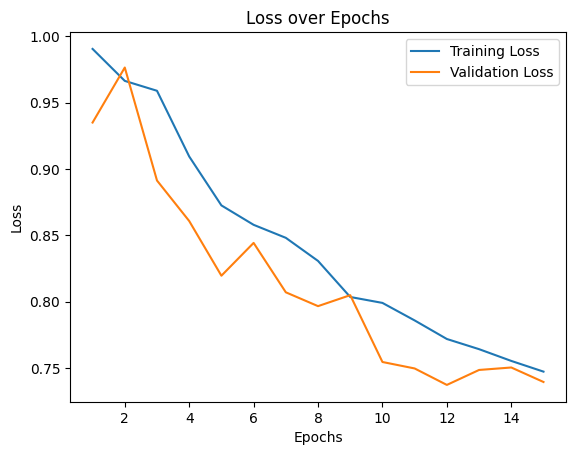 Loss over Epochs
Training Loss
Validation Loss
1.00
0.95
0.90
0.85
0.80
0.75
Loss
2 4 6 8 10 12 14
Epochs